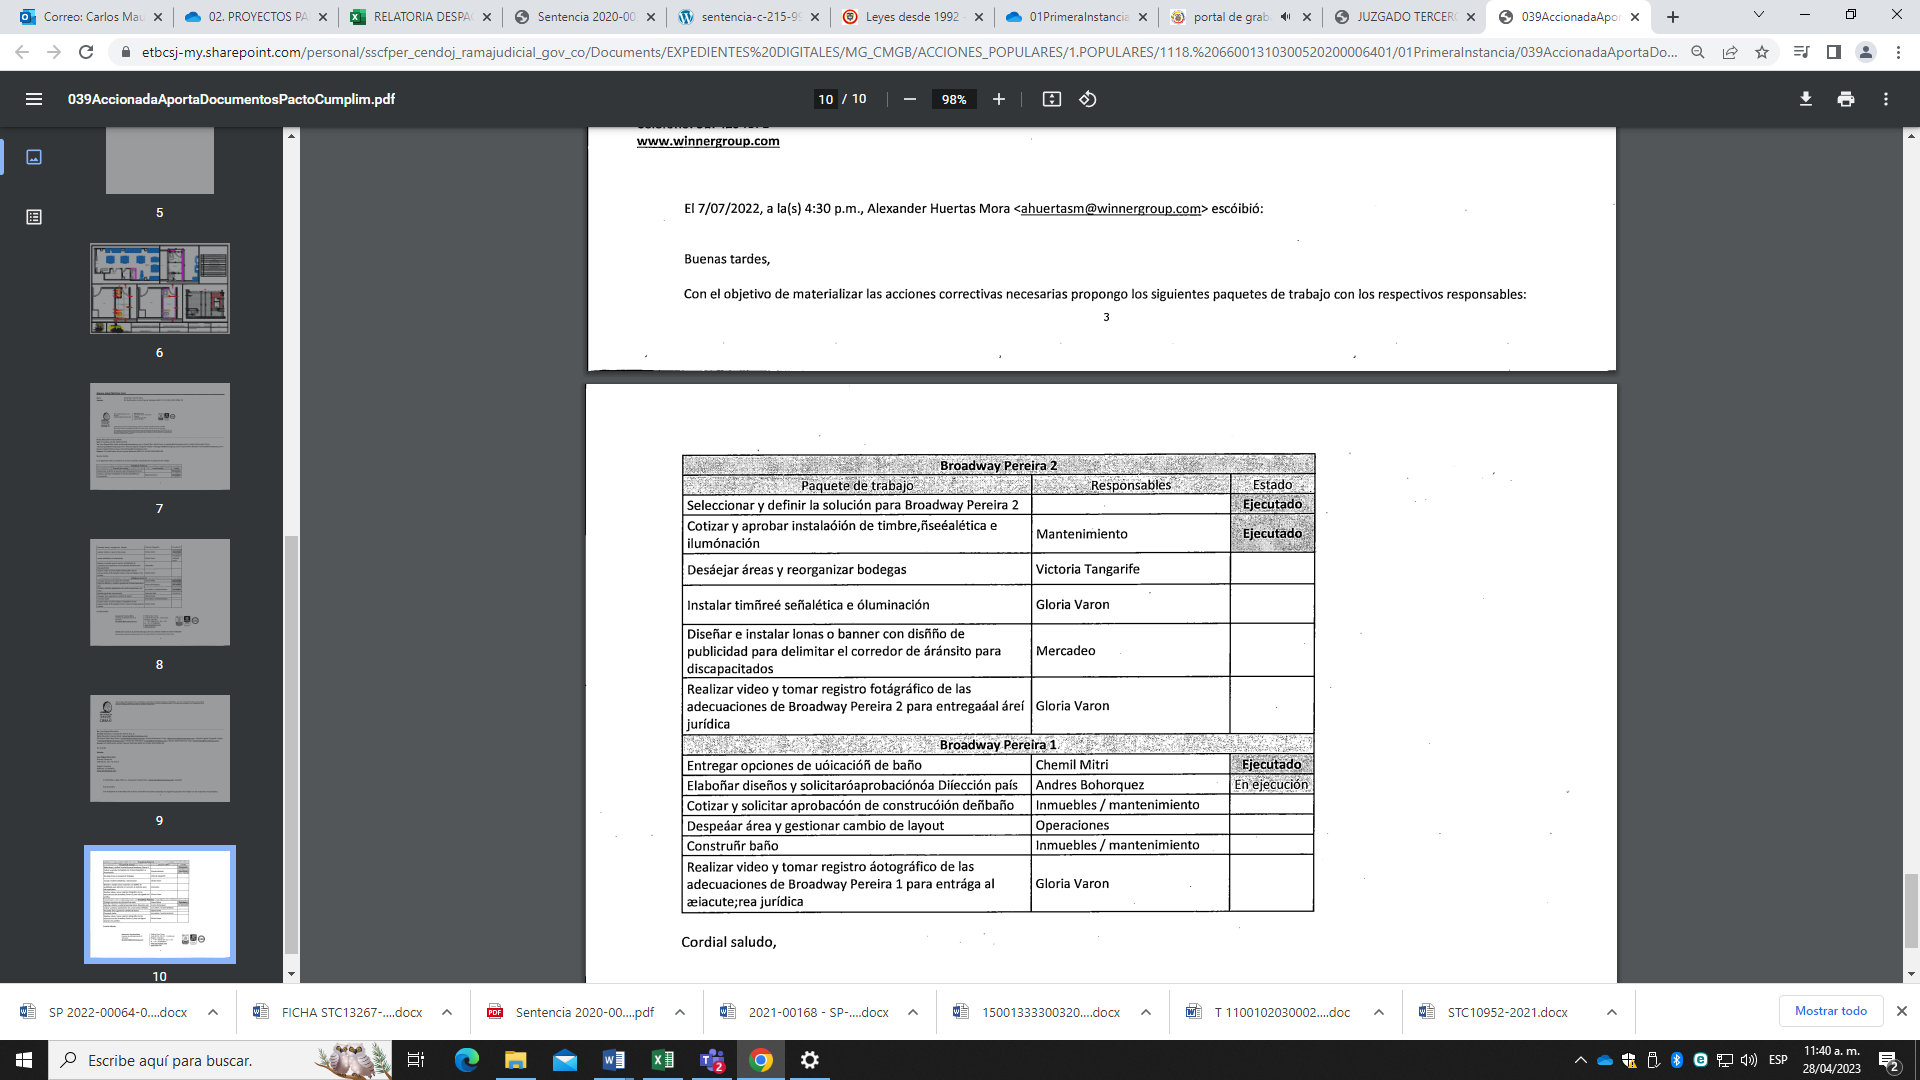 Correo: Carlos Mau
02. PROYECTOS PA
RELATORIA DESPA
Sentencia 2020-00
sentencia-c-215-99
Leyes desde 1992
01PrimeraInstancia
portal de grab
JUZGADO TERCER
039AccionadaApor
etbcsj-my.sharepoint.com/personal/sscfper_cendoj_ramajudicial_gov_co/Documents/EXPEDIENTES%20DIGITALES/MG_CMGB/ACCIONES_POPULARES/1.POPULARES/1118.%2066001310300520200006401/01PrimeraInstancia/039AccionadaAportaDo...
039AccionadaAportaDocumentosPactoCumplim.pdf
10 / 10
98%
5
6
7
8
9
10
www.winnergroup.com
El 7/07/2022, a la(s) 4:30 p.m., Alexander Huertas Mora <ahuertasm@winnergroup.com> escóibió:
Buenas tardes,
Con el objetivo de materializar las acciones correctivas necesarias propongo los siguientes paquetes de trabajo con los respectivos responsables:
3
Broadway Pereira 2
Paquete de trabajo Responsables Estado
Seleccionar y definir la solución para Broadway Pereira 2 Ejecutado
Cotizar y aprobar instalaóión de timbre,ñseéalética e
ilumónación Mantenimiento Ejecutado
Desáejar áreas y reorganizar bodegas Victoria Tangarife
Instalar timñreé señalética e óluminación Gloria Varon
Diseñar e instalar lonas o banner con disñño de
publicidad para delimitar el corredor de áránsito para Mercadeo
discapacitados
Realizar video y tomar registro fotágráfico de las
adecuaciones de Broadway Pereira 2 para entregaáal áreí Gloria Varon
jurídica
Broadway Pereira 1
Entregar opciones de uóicacióñ de baño Chemil Mitri Ejecutado
Elaboñar diseños y solicitaróaprobaciónóa Diíección país Andres Bohorquez En ejecución
Cotizar y solicitar aprobacóón de construcóión deñbaño Inmuebles / mantenimiento
Despeáar área y gestionar cambio de layout Operaciones
Construñr baño Inmuebles / mantenimiento
Realizar video y tomar registro áotográfico de las
adecuaciones de Broadway Pereira 1 para entrága al Gloria Varon
æiacute;rea jurídica
Cordial saludo,
SP 2022-00064-0....docx
FICHA STC13267-....docx
Sentencia 2020-00....pdf
2021-00168 - SP-....docx
15001333300320....docx
T 1100102030002....doc
STC10952-2021.docx
Mostrar todo
Escribe aquí para buscar.
2
ESP
11:40 a. m.
28/04/2023
2